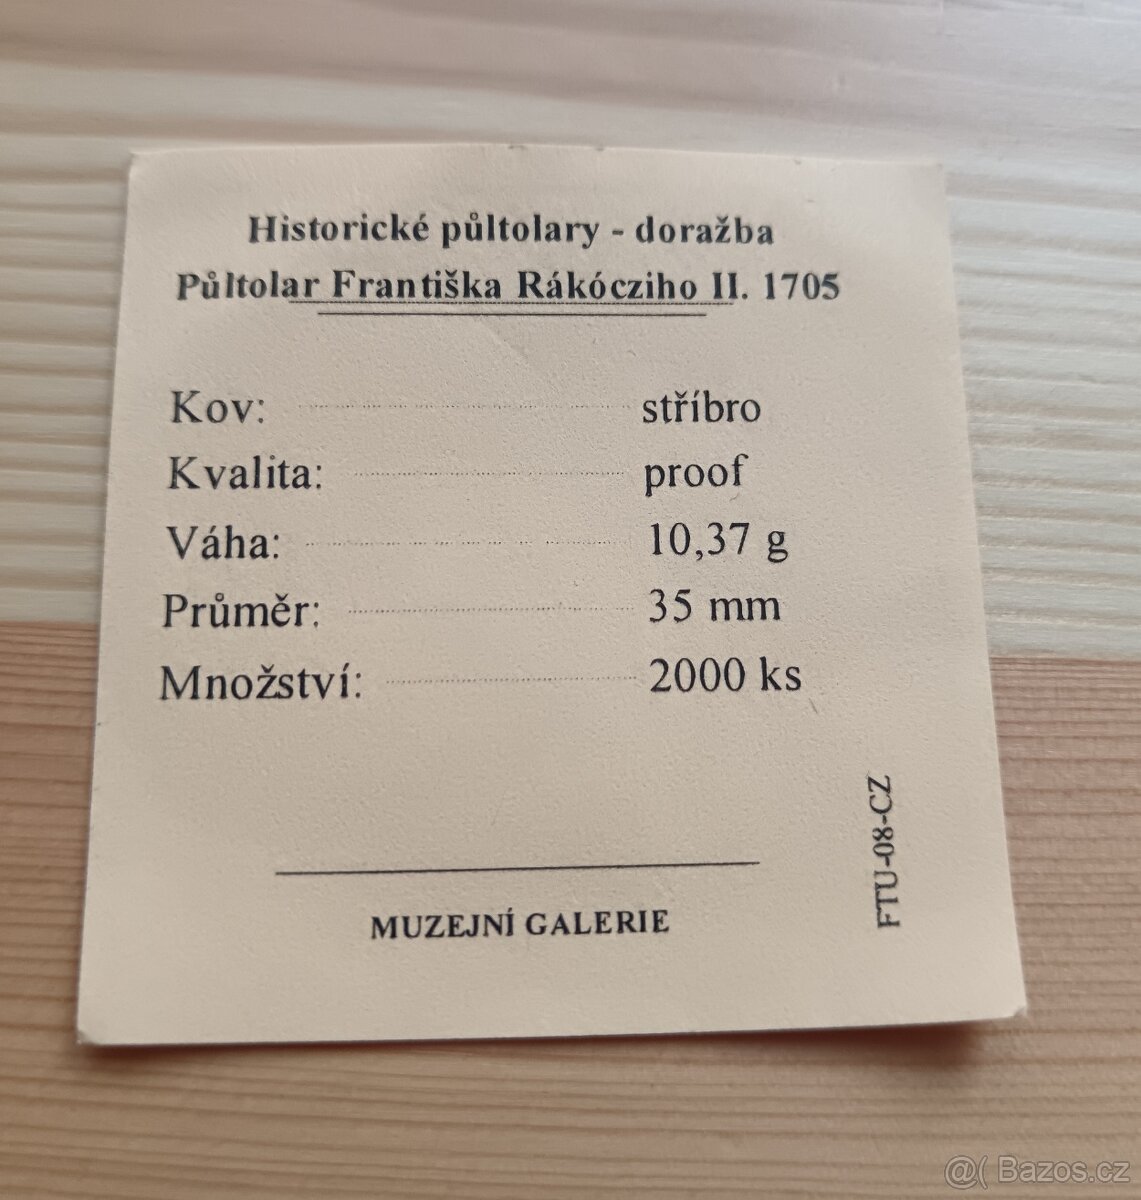 Historické půltolary - doražba
Půltolar Františka Rákócziho II. 1705
Kov: stříbro
Kvalita: proof
Váha: 10,37 g
Průměr: 35 mm
Množství: 2000 ks
FTU-08-CZ
MUZEJNÍ GALERIE
@( Bazos.cz